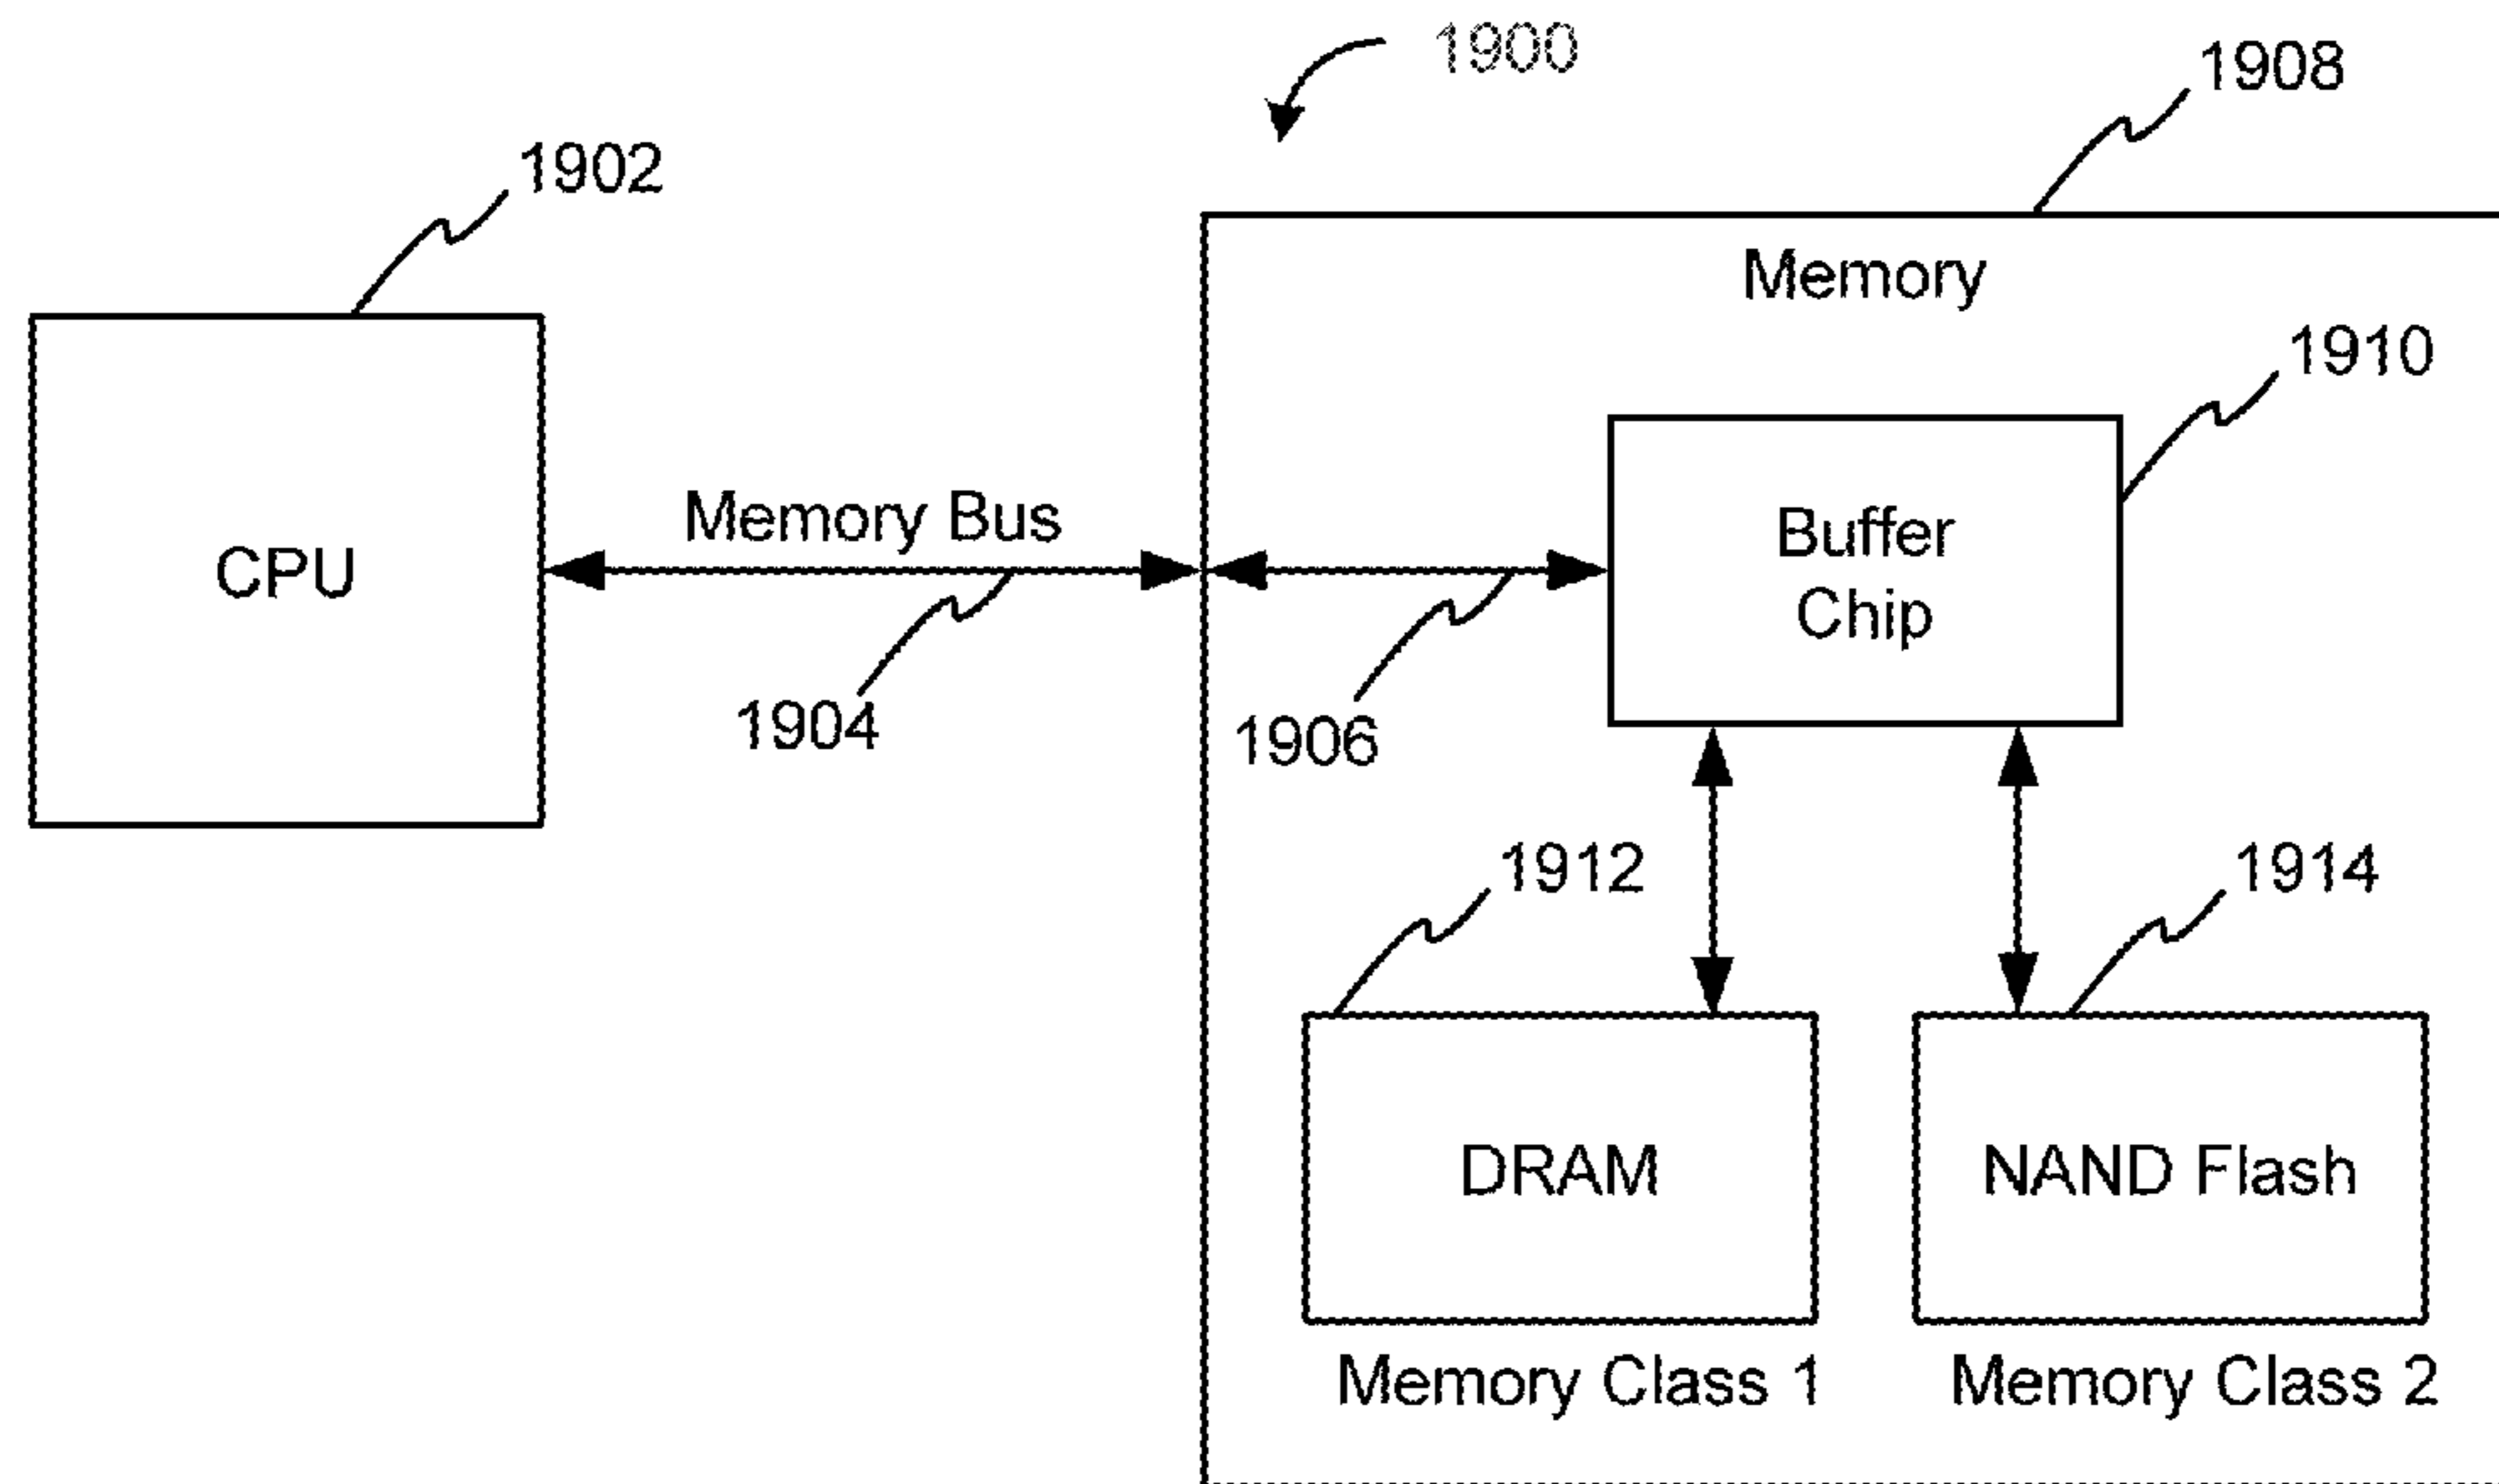 1900
1908
1902
Memory
1910
Memory Bus
Buffer
Chip
CPU
1904
1906
1912
1914
DRAM
NAND Flash
Memory Class 1
Memory Class 2